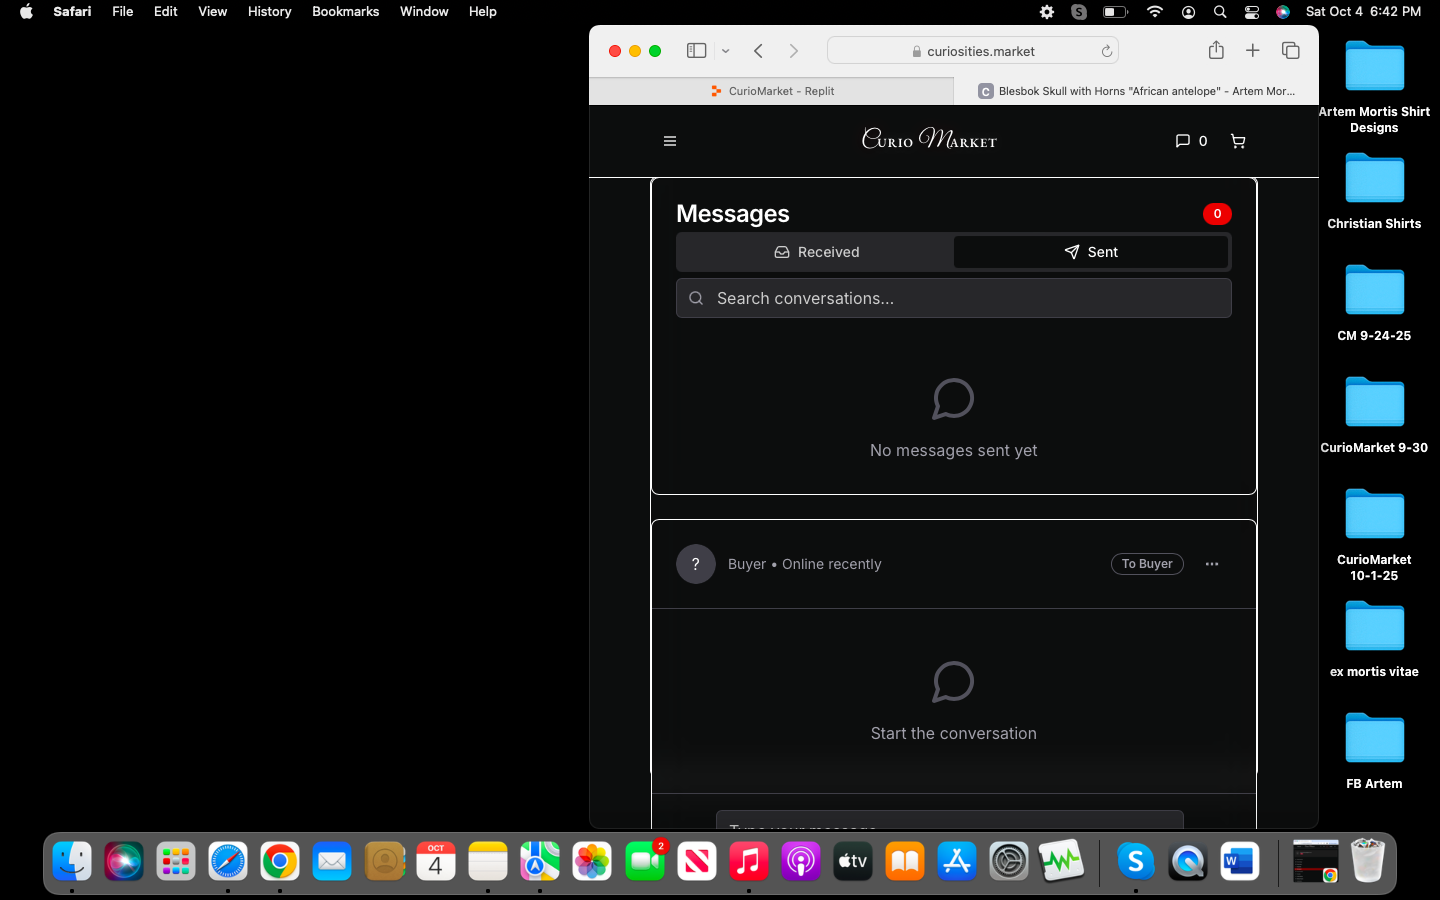 Safari File Edit View History Bookmarks Window Help
S
Sat Oct 4 6:42 PM
curiosities.market
CurioMarket - Replit
C Blesbok Skull with Horns "African antelope" - Artem Mor...
Curio Market
0
Messages
0
Received
Sent
Search conversations...
No messages sent yet
?
Buyer • Online recently
To Buyer
...
Start the conversation
Artem Mortis Shirt
Designs
Christian Shirts
CM 9-24-25
CurioMarket 9-30
CurioMarket
10-1-25
ex mortis vitae
FB Artem
OCT
4
2
tv
S
W